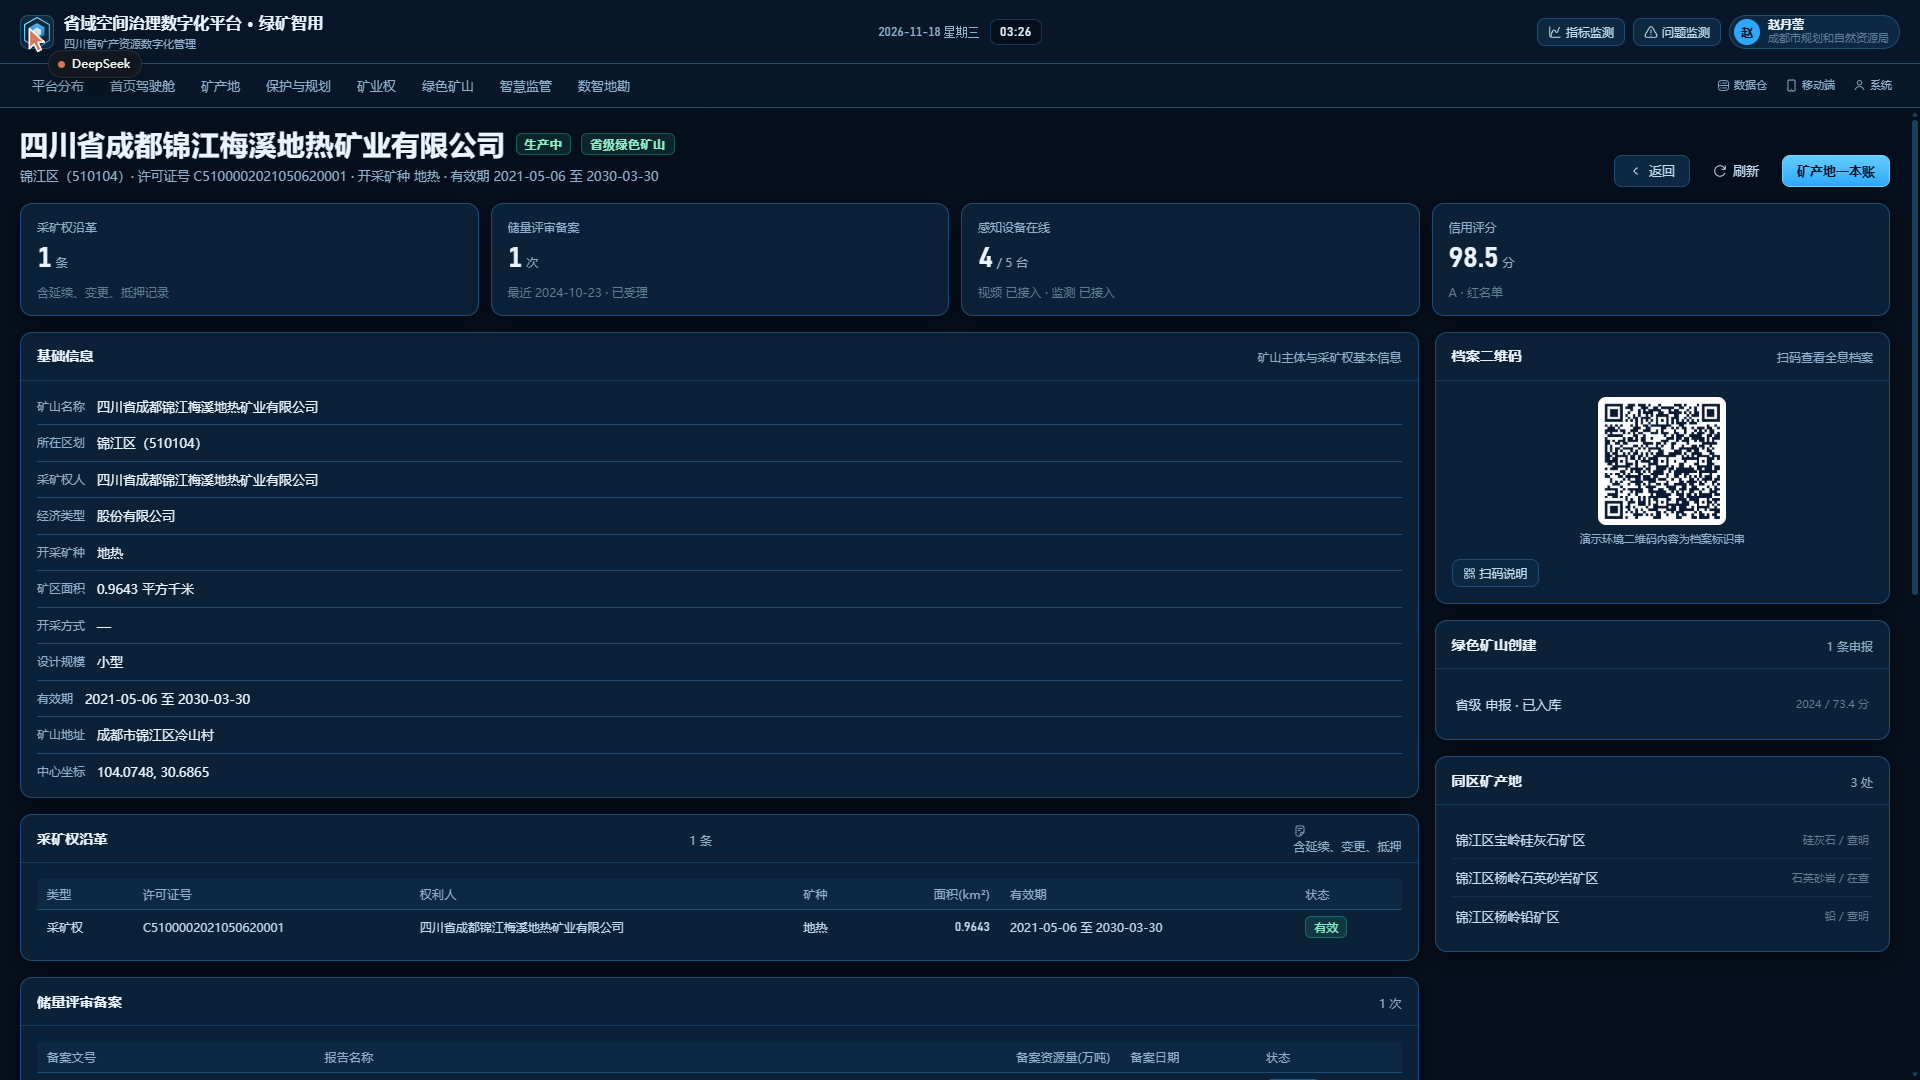 省域空间治理数字化平台 • 绿矿智用
四川省矿产资源数字化管理
DeepSeek
2026-11-18 星期三
03:26
指标监测
问题监测
赵
赵丹蕾
成都市规划和自然资源局
平台分布
首页驾驶舱
矿产地
保护与规划
矿业权
绿色矿山
智慧监管
数智地勘
数据仓
移动端
系统
四川省成都锦江梅溪地热矿业有限公司
生产中
省级绿色矿山
锦江区（510104）· 许可证号 C5100002021050620001 · 开采矿种 地热 · 有效期 2021-05-06 至 2030-03-30
返回
刷新
矿产地一本账
采矿权沿革
1 条
含延续、变更、抵押记录
储量评审备案
1 次
最近 2024-10-23 · 已受理
感知设备在线
4 / 5 台
视频 已接入 · 监测 已接入
信用评分
98.5 分
A · 红名单
基础信息
矿山主体与采矿权基本信息
矿山名称 四川省成都锦江梅溪地热矿业有限公司
所在区划 锦江区（510104）
采矿权人 四川省成都锦江梅溪地热矿业有限公司
经济类型 股份有限公司
开采矿种 地热
矿区面积 0.9643 平方千米
开采方式 —
设计规模 小型
有效期 2021-05-06 至 2030-03-30
矿山地址 成都市锦江区冷山村
中心坐标 104.0748, 30.6865
档案二维码
扫码查看全息档案
演示环境二维码内容为档案标识串
扫码说明
绿色矿山创建
1 条申报
省级 申报 · 已入库
2024 / 73.4 分
同区矿产地
3 处
锦江区宝岭硅灰石矿区
硅灰石 / 查明
锦江区杨岭石英砂岩矿区
石英砂岩 / 在查
锦江区杨岭铅矿区
铅 / 查明
采矿权沿革
1 条
含延续、变更、抵押
类型 许可证号 权利人 矿种 面积(km²) 有效期 状态
采矿权 C5100002021050620001 四川省成都锦江梅溪地热矿业有限公司 地热 0.9643 2021-05-06 至 2030-03-30 有效
储量评审备案
1 次
备案文号 报告名称 备案资源量(万吨) 备案日期 状态